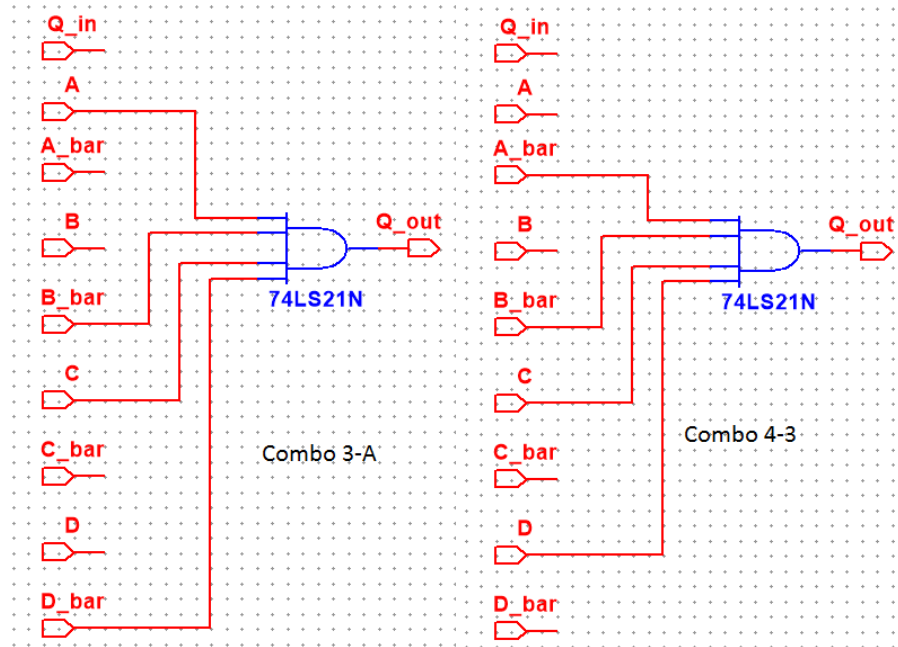 Q_in
A
A_bar
B
Q_out
B_bar
74LS21N
C
C_bar
Combo 3-A
D
D_bar
Q_in
A
A_bar
B
Q_out
B_bar
74LS21N
C
Combo 4-3
C_bar
D
D_bar